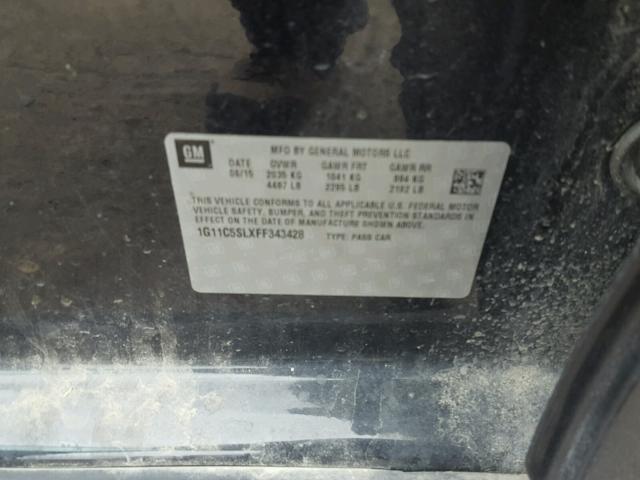 GM
MFD BY GENERAL MOTORS LLC
DATE GVWR GAWR FRT GAWR RR
06/15 2035 KG 1041 KG 994 KG
4487 LB 2295 LB 2192 LB
THIS VEHICLE CONFORMS TO ALL APPLICABLE U.S. FEDERAL MOTOR
VEHICLE SAFETY, BUMPER, AND THEFT PREVENTION STANDARDS IN
EFFECT ON THE DATE OF MANUFACTURE SHOWN ABOVE.
1G11C5SLXFF343428 TYPE: PASS CAR